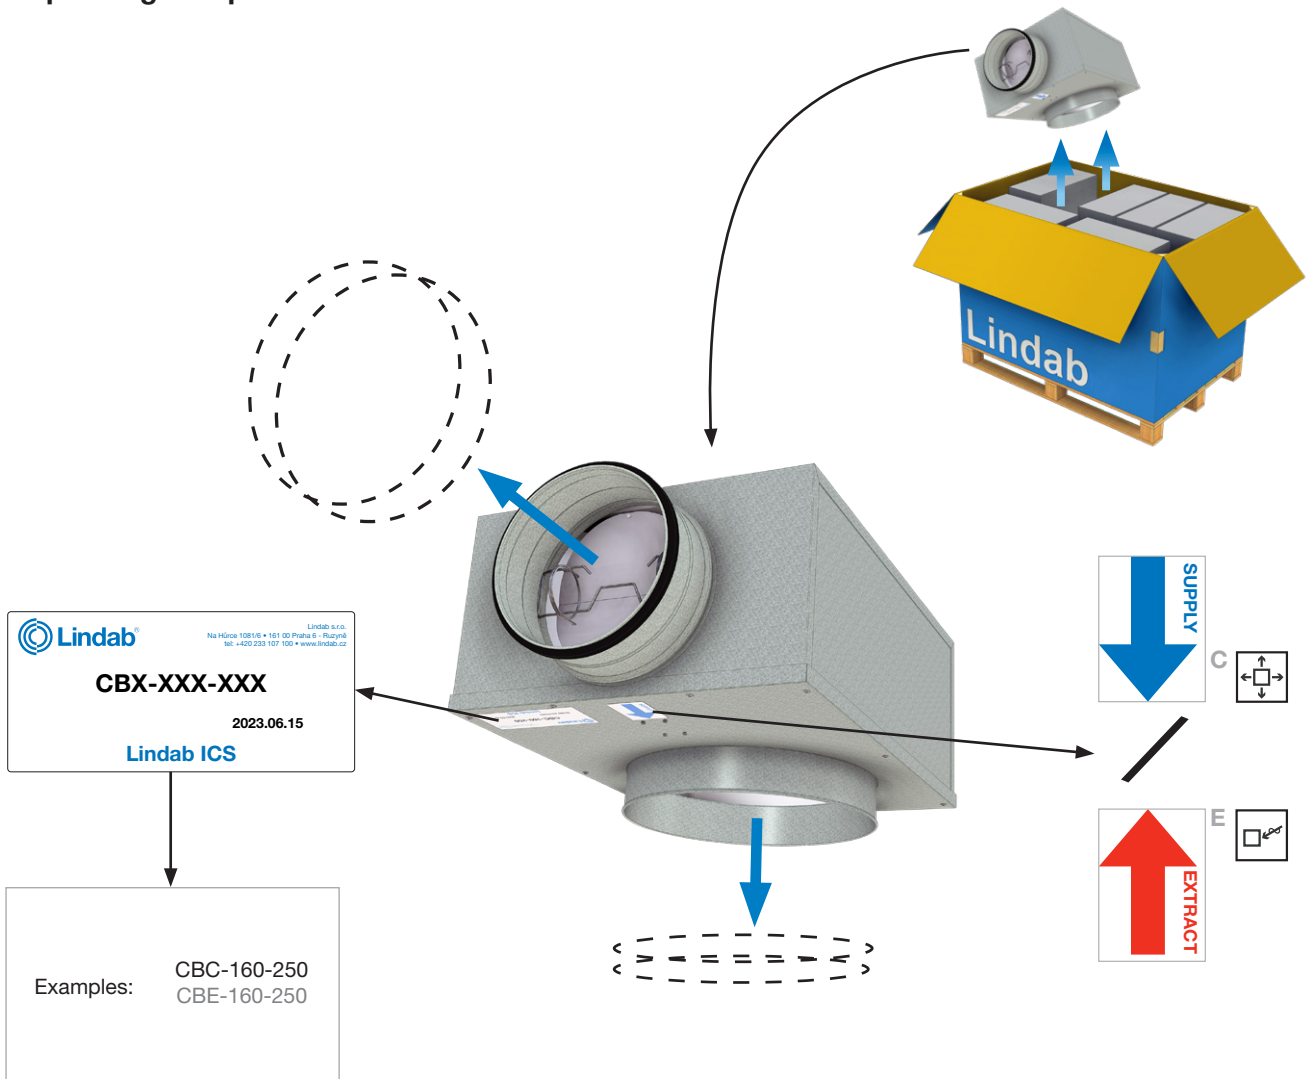 Lindab
SUPPLY
C
E
EXTRACT
Lindab®
Lindab s.r.o.
Na Hůrce 1081/6 • 161 00 Praha 6 - Ruzyně
tel: +420 233 107 100 • www.lindab.cz
CBX-XXX-XXX
2023.06.15
Lindab ICS
Examples:
CBC-160-250
CBE-160-250